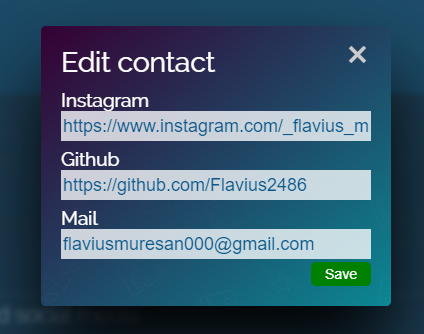 Edit contact
Instagram
https://www.instagram.com/_flavius_m
Github
https://github.com/Flavius2486
Mail
flaviusmuresan000@gmail.com
Save